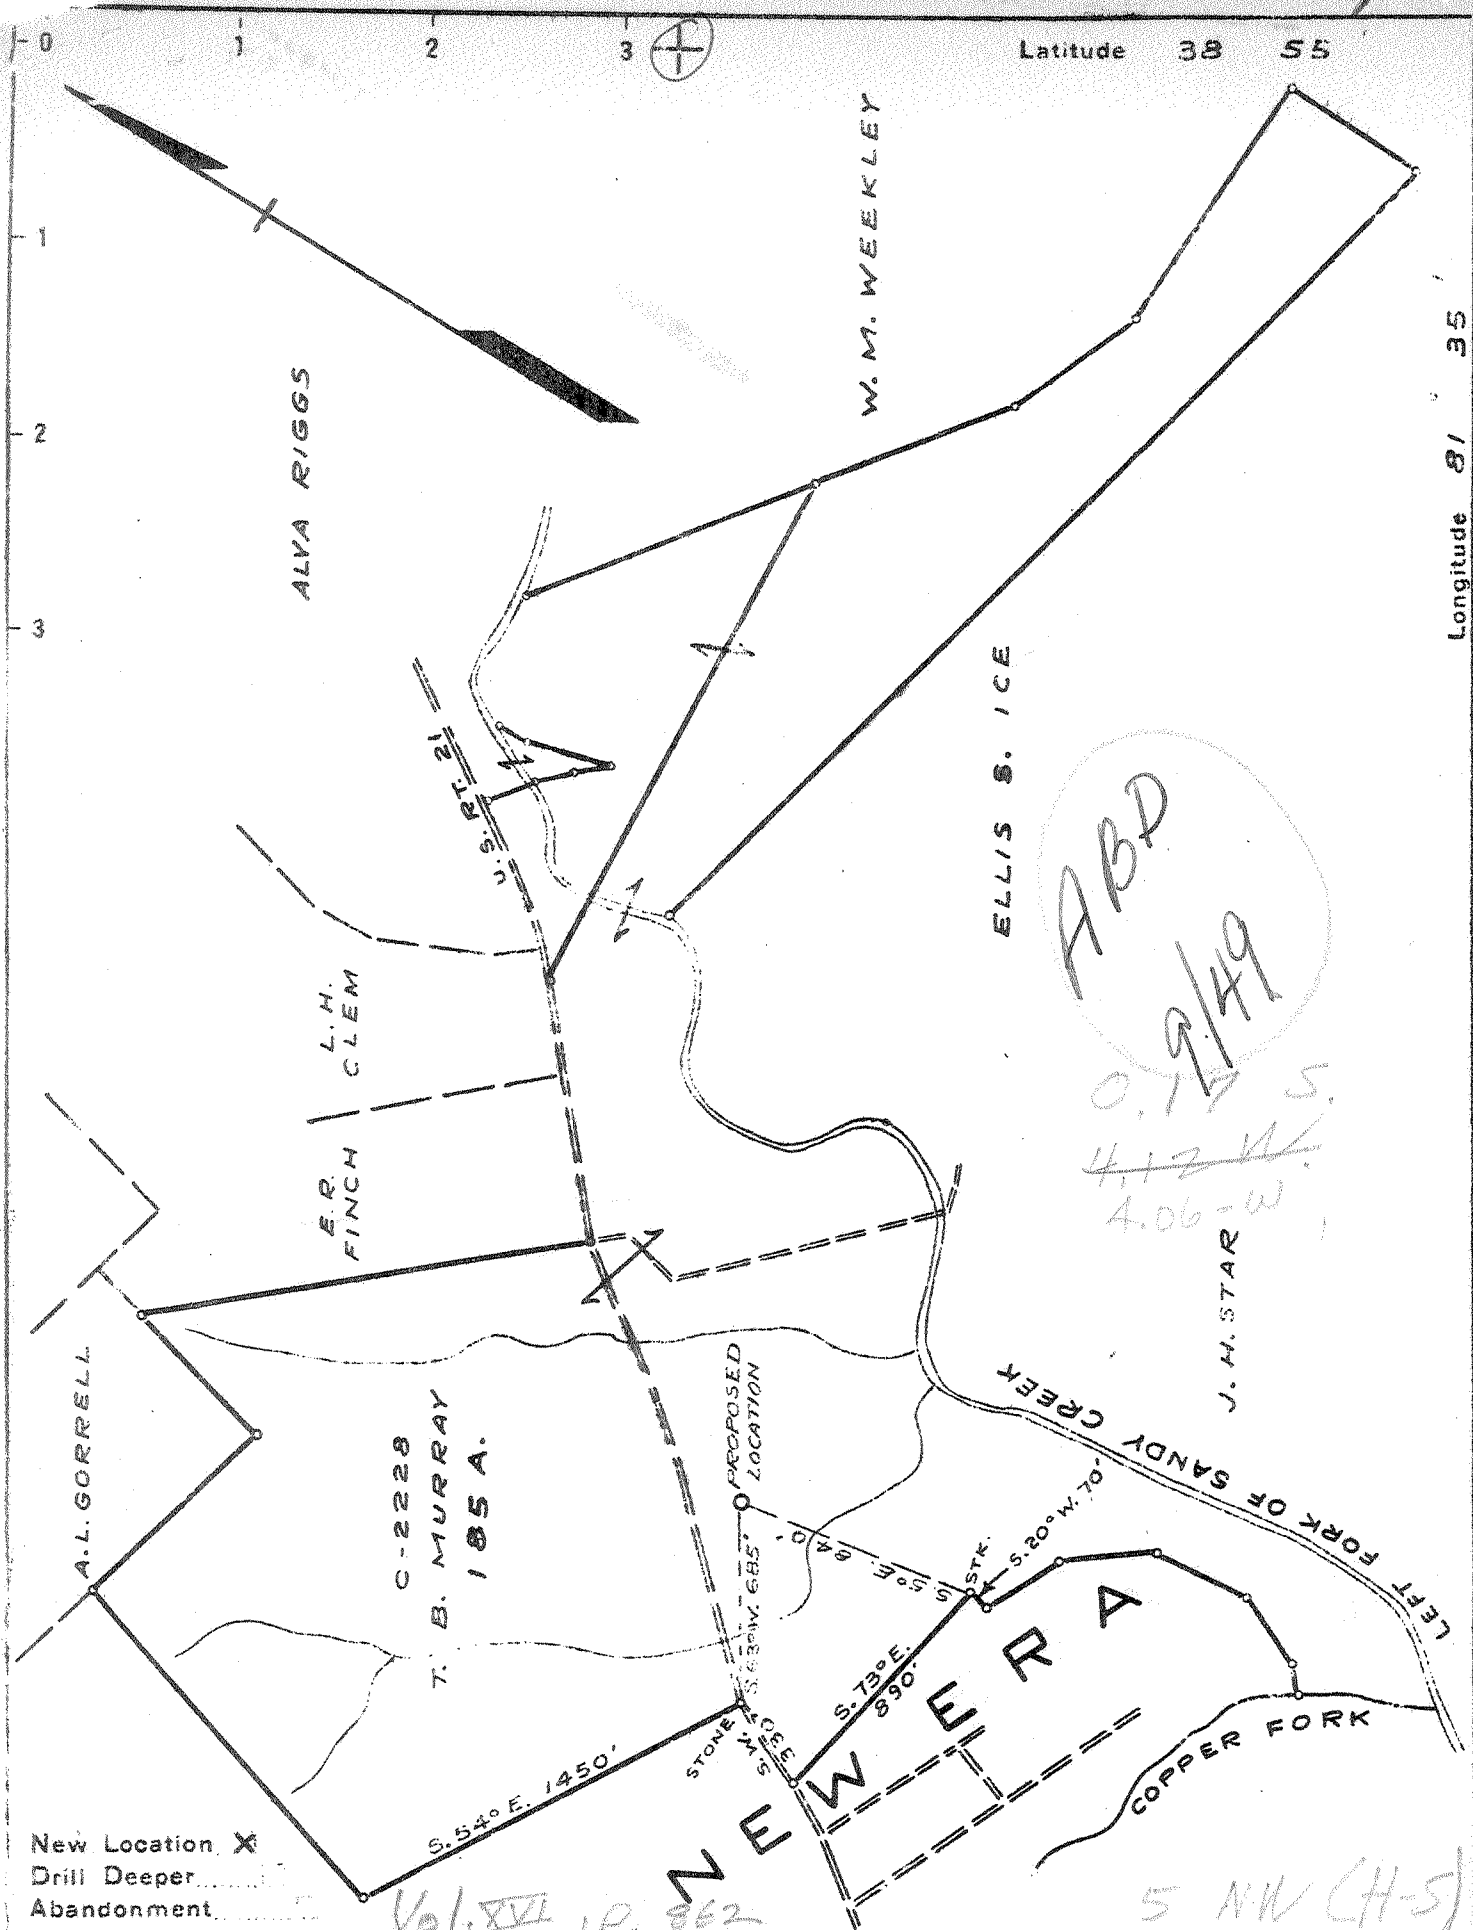 0 1 2 3
Latitude 38 55
1
2
3
Longitude 81 35
W. M. WEEKLEY
ALVA RIGGS
U.S. RT. 21
ELLIS S. ICE
ABD
9/49
0.17 S.
4.12 W.
4.06-W
L. H.
CLEM
E. R.
FINCH
A. L. GORRELL
C-2228
T. B. MURRAY
185 A.
PROPOSED
LOCATION
J. H. STAR
LEFT FORK OF SANDY CREEK
S. 5° E. 840'
S. 63° W. 685'
STK.
S. 20° W. 70'
STONE
S. W. 330'
S. 73° E.
890'
S. 54° E. 1450'
NEW ERA
COPPER FORK
New Location X
Drill Deeper
Abandonment
Vol. XVI, p. 862
5 NW (H-5)